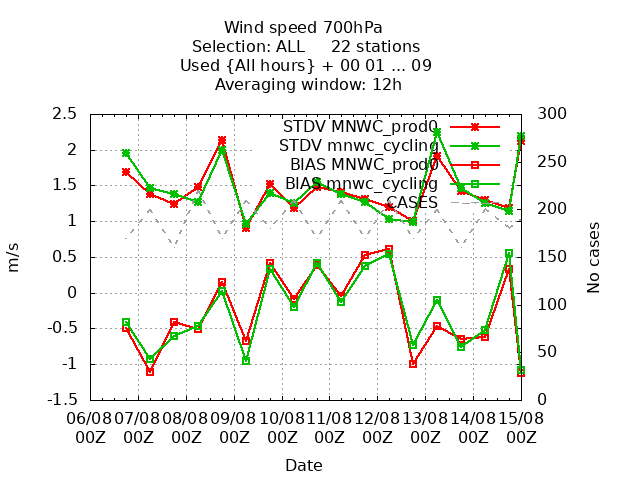 Wind speed 700hPa
Selection: ALL     22 stations
Used {All hours} + 00 01 ... 09
Averaging window: 12h
STDV MNWC_prod0
STDV mnwc_cycling
BIAS MNWC_prod0
BIAS mnwc_cycling
CASES
2.5
2
1.5
1
0.5
0
-0.5
-1
-1.5
m/s
300
250
200
150
100
50
0
No cases
06/08 07/08 08/08 09/08 10/08 11/08 12/08 13/08 14/08 15/08
00Z 00Z 00Z 00Z 00Z 00Z 00Z 00Z 00Z 00Z
Date